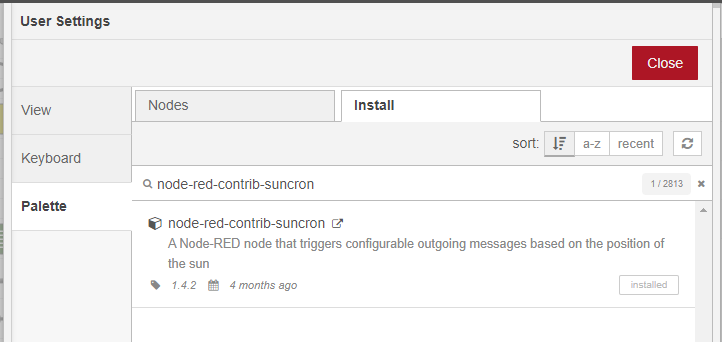 User Settings
Close
View
Keyboard
Palette
Nodes
Install
sort: a-z recent
node-red-contrib-suncron 1 / 2813
node-red-contrib-suncron
A Node-RED node that triggers configurable outgoing messages based on the position of
the sun
1.4.2 4 months ago installed